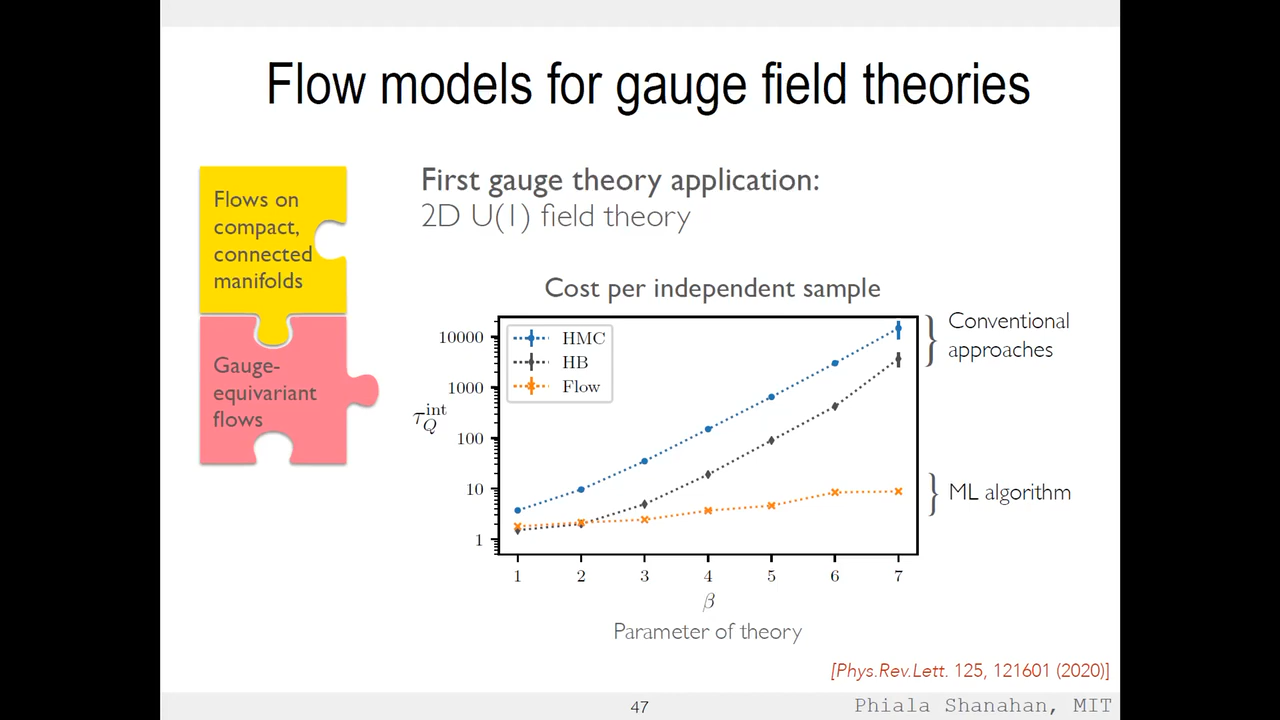 Flow models for gauge field theories
Flows on
compact,
connected
manifolds
Gauge-
equivariant
flows
First gauge theory application:
2D U(1) field theory
Cost per independent sample
10000
1000
100
10
1
τ_Q^int
HMC
HB
Flow
1 2 3 4 5 6 7
β
Parameter of theory
Conventional
approaches
ML algorithm
[Phys.Rev.Lett. 125, 121601 (2020)]
47
Phiala Shanahan, MIT